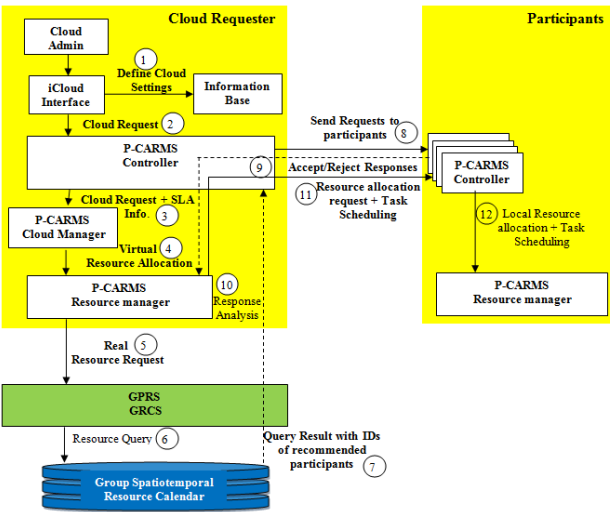 Cloud Requester
Participants
Cloud
Admin
1
Define Cloud
Settings
iCloud
Interface
Information
Base
Cloud Request 2
Send Requests to
participants 8
P-CARMS
Controller
9
Accept/Reject Responses
P-CARMS
Controller
11 Resource allocation
request + Task
Scheduling
Cloud Request + SLA
Info. 3
P-CARMS
Cloud Manager
12 Local Resource
allocation + Task
Scheduling
Virtual 4
Resource Allocation
P-CARMS
Resource manager
10
Response
Analysis
P-CARMS
Resource manager
Real 5
Resource Request
GPRS
GRCS
Resource Query 6
Query Result with IDs
of recommended
participants 7
Group Spatiotemporal
Resource Calendar